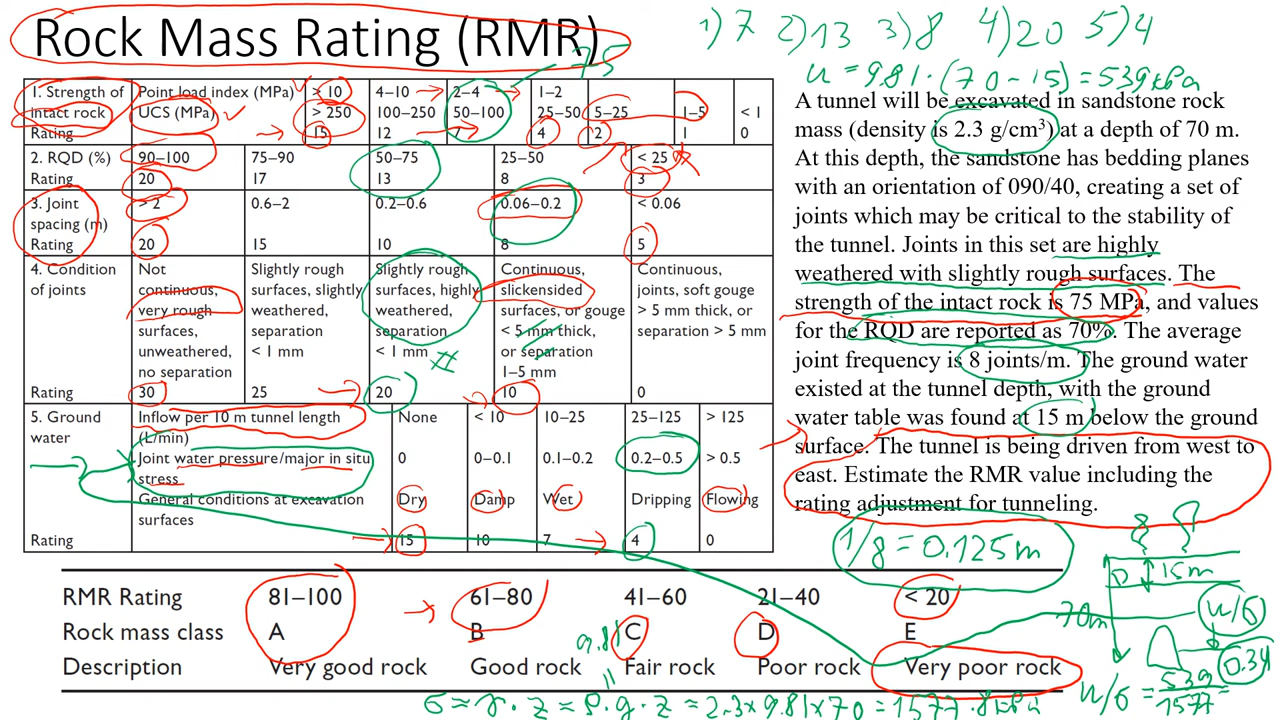 Rock Mass Rating (RMR)
1) 7 2) 13 3) 8 4) 20 5) 4
u = 9.81 · (70 - 15) = 539 kPa
75
1. Strength of intact rock
Point load index (MPa) > 10 4–10 2–4 1–2
UCS (MPa) > 250 100–250 50–100 25–50 5–25 1–5 < 1
Rating 15 12 7 4 2 1 0
2. RQD (%) 90–100 75–90 50–75 25–50 < 25
Rating 20 17 13 8 3
3. Joint spacing (m) > 2 0.6–2 0.2–0.6 0.06–0.2 < 0.06
Rating 20 15 10 8 5
4. Condition of joints
Not continuous, very rough surfaces, unweathered, no separation
Slightly rough surfaces, slightly weathered, separation < 1 mm
Slightly rough surfaces, highly weathered, separation < 1 mm
Continuous, slickensided surfaces, or gouge < 5 mm thick, or separation 1–5 mm
Continuous, joints, soft gouge > 5 mm thick, or separation > 5 mm
Rating 30 25 20 10 0
5. Ground water
Inflow per 10 m tunnel length (L/min) None < 10 10–25 25–125 > 125
Joint water pressure/major in situ stress 0 0–0.1 0.1–0.2 0.2–0.5 > 0.5
General conditions at excavation surfaces Dry Damp Wet Dripping Flowing
Rating 15 10 7 4 0
RMR Rating 81–100 61–80 41–60 21–40 < 20
Rock mass class A B C D E
Description Very good rock Good rock Fair rock Poor rock Very poor rock
A tunnel will be excavated in sandstone rock
mass (density is 2.3 g/cm³) at a depth of 70 m.
At this depth, the sandstone has bedding planes
with an orientation of 090/40, creating a set of
joints which may be critical to the stability of
the tunnel. Joints in this set are highly
weathered with slightly rough surfaces. The
strength of the intact rock is 75 MPa, and values
for the RQD are reported as 70%. The average
joint frequency is 8 joints/m. The ground water
existed at the tunnel depth, with the ground
water table was found at 15 m below the ground
surface. The tunnel is being driven from west to
east. Estimate the RMR value including the
rating adjustment for tunneling.
1/8 = 0.125 m
15m
70m
u/σ
0.34
u/σ = 539/1577 =
9.81
σ ≈ γ · z ≈ ρ · g · z ≈ 2.3 x 9.81 x 70 = 1577.8 kPa